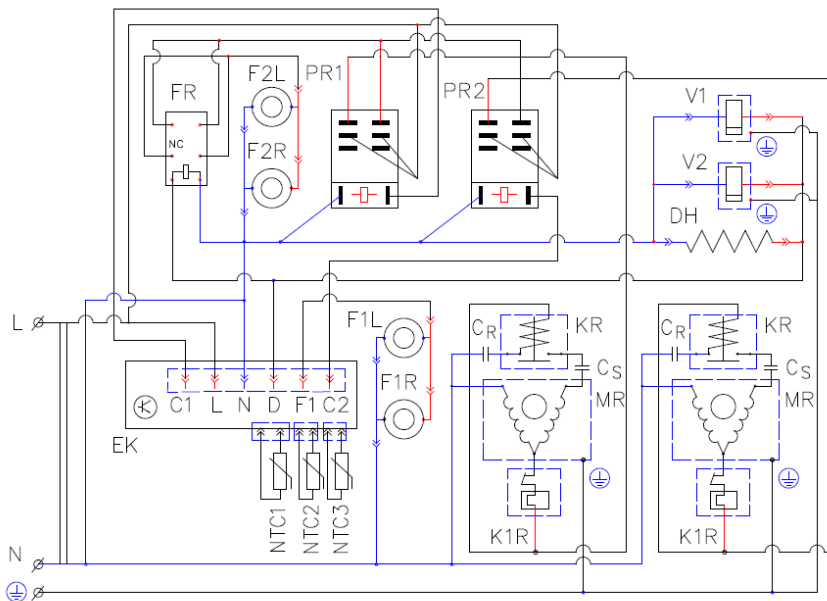 F2L
PR1
FR
PR2
V1
NC
F2R
V2
DH
L
F1L
CR
KR
CR
KR
F1R
CS
CS
C1 L N D F1 C2
MR
MR
EK
NTC1
NTC2
NTC3
K1R
K1R
N